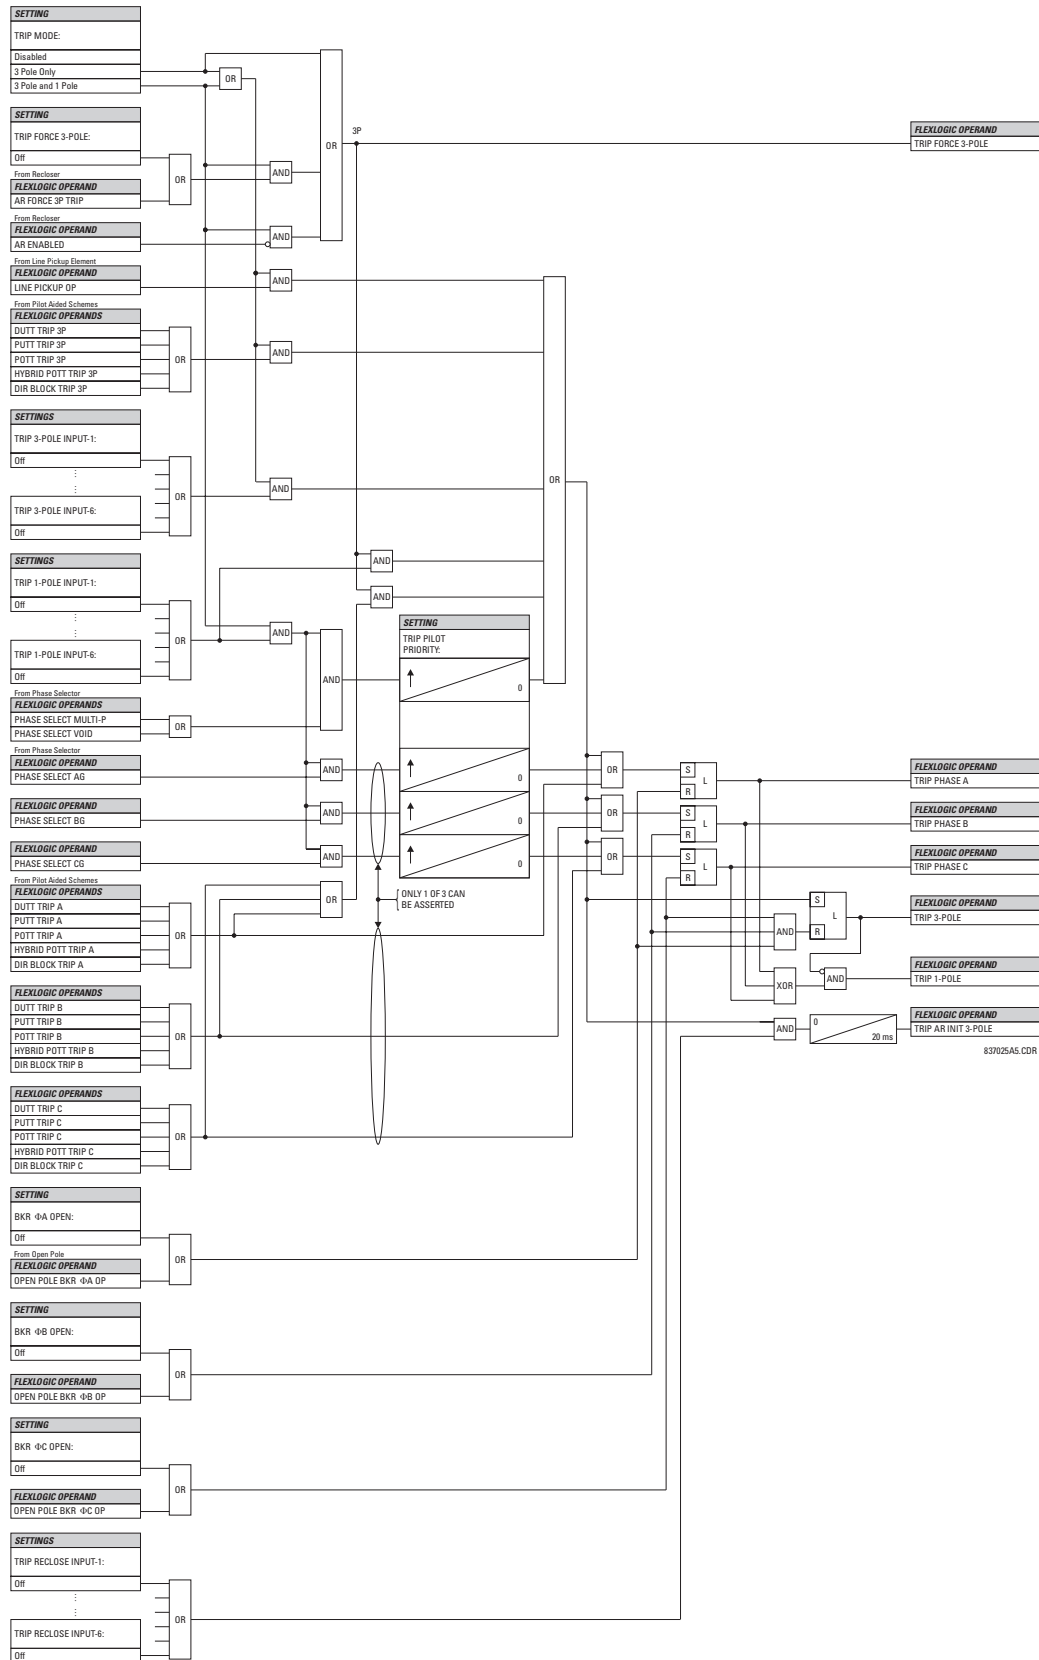 SETTING
TRIP MODE:
Disabled
3 Pole Only
3 Pole and 1 Pole
OR
SETTING
TRIP FORCE 3-POLE:
Off
OR
From Recloser
FLEXLOGIC OPERAND
AR FORCE 3P TRIP
AND
OR
3P
FLEXLOGIC OPERAND
TRIP FORCE 3-POLE
From Recloser
FLEXLOGIC OPERAND
AR ENABLED
AND
From Line Pickup Element
FLEXLOGIC OPERAND
LINE PICKUP OP
AND
From Pilot Aided Schemes
FLEXLOGIC OPERANDS
DUTT TRIP 3P
PUTT TRIP 3P
POTT TRIP 3P
HYBRID POTT TRIP 3P
DIR BLOCK TRIP 3P
OR
AND
SETTINGS
TRIP 3-POLE INPUT-1:
Off
⋮
⋮
TRIP 3-POLE INPUT-6:
Off
OR
AND
OR
AND
AND
SETTINGS
TRIP 1-POLE INPUT-1:
Off
⋮
⋮
TRIP 1-POLE INPUT-6:
Off
OR
AND
AND
SETTING
TRIP PILOT
PRIORITY:
0
0
0
0
From Phase Selector
FLEXLOGIC OPERANDS
PHASE SELECT MULTI-P
PHASE SELECT VOID
OR
From Phase Selector
FLEXLOGIC OPERAND
PHASE SELECT AG
AND
OR
S
R
L
FLEXLOGIC OPERAND
TRIP PHASE A
FLEXLOGIC OPERAND
PHASE SELECT BG
AND
OR
S
R
L
FLEXLOGIC OPERAND
TRIP PHASE B
FLEXLOGIC OPERAND
PHASE SELECT CG
AND
OR
S
R
L
FLEXLOGIC OPERAND
TRIP PHASE C
ONLY 1 OF 3 CAN
BE ASSERTED
From Pilot Aided Schemes
FLEXLOGIC OPERANDS
DUTT TRIP A
PUTT TRIP A
POTT TRIP A
HYBRID POTT TRIP A
DIR BLOCK TRIP A
OR
OR
AND
S
R
L
FLEXLOGIC OPERAND
TRIP 3-POLE
XOR
AND
FLEXLOGIC OPERAND
TRIP 1-POLE
FLEXLOGIC OPERANDS
DUTT TRIP B
PUTT TRIP B
POTT TRIP B
HYBRID POTT TRIP B
DIR BLOCK TRIP B
OR
AND
0
20 ms
FLEXLOGIC OPERAND
TRIP AR INIT 3-POLE
837025A5.CDR
FLEXLOGIC OPERANDS
DUTT TRIP C
PUTT TRIP C
POTT TRIP C
HYBRID POTT TRIP C
DIR BLOCK TRIP C
OR
SETTING
BKR ΦA OPEN:
Off
From Open Pole
FLEXLOGIC OPERAND
OPEN POLE BKR ΦA OP
OR
SETTING
BKR ΦB OPEN:
Off
FLEXLOGIC OPERAND
OPEN POLE BKR ΦB OP
OR
SETTING
BKR ΦC OPEN:
Off
FLEXLOGIC OPERAND
OPEN POLE BKR ΦC OP
OR
SETTINGS
TRIP RECLOSE INPUT-1:
Off
⋮
⋮
TRIP RECLOSE INPUT-6:
Off
OR